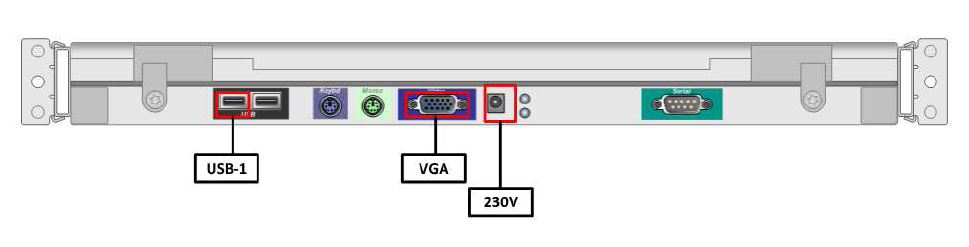 Keybd
Mouse
Serial
USB
USB-1
VGA
230V